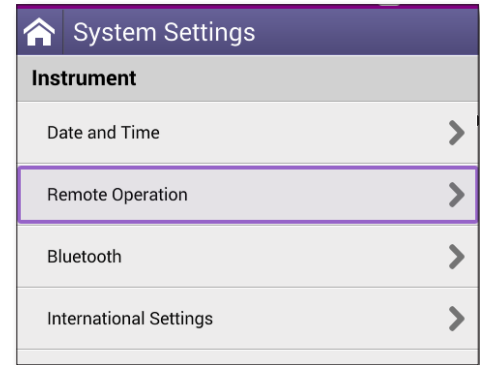 System Settings
Instrument
Date and Time
Remote Operation
Bluetooth
International Settings